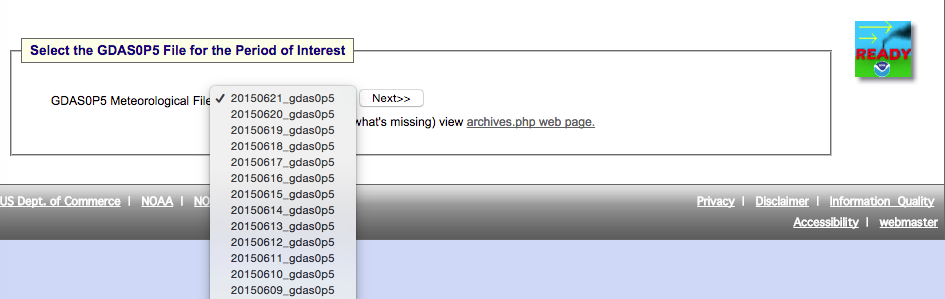 Select the GDAS0P5 File for the Period of Interest
READY
GDAS0P5 Meteorological File
✓ 20150621_gdas0p5
Next>>
20150620_gdas0p5
what's missing) view archives.php web page.
20150619_gdas0p5
20150618_gdas0p5
20150617_gdas0p5
20150616_gdas0p5
20150615_gdas0p5
20150614_gdas0p5
20150613_gdas0p5
20150612_gdas0p5
20150611_gdas0p5
20150610_gdas0p5
20150609_gdas0p5
US Dept. of Commerce | NOAA | NO
Privacy | Disclaimer | Information Quality
Accessibility | webmaster